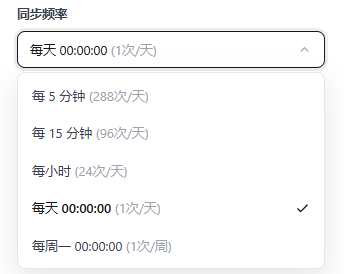 同步频率
每天 00:00:00 (1次/天)
每 5 分钟 (288次/天)
每 15 分钟 (96次/天)
每小时 (24次/天)
每天 00:00:00 (1次/天)
每周一 00:00:00 (1次/周)